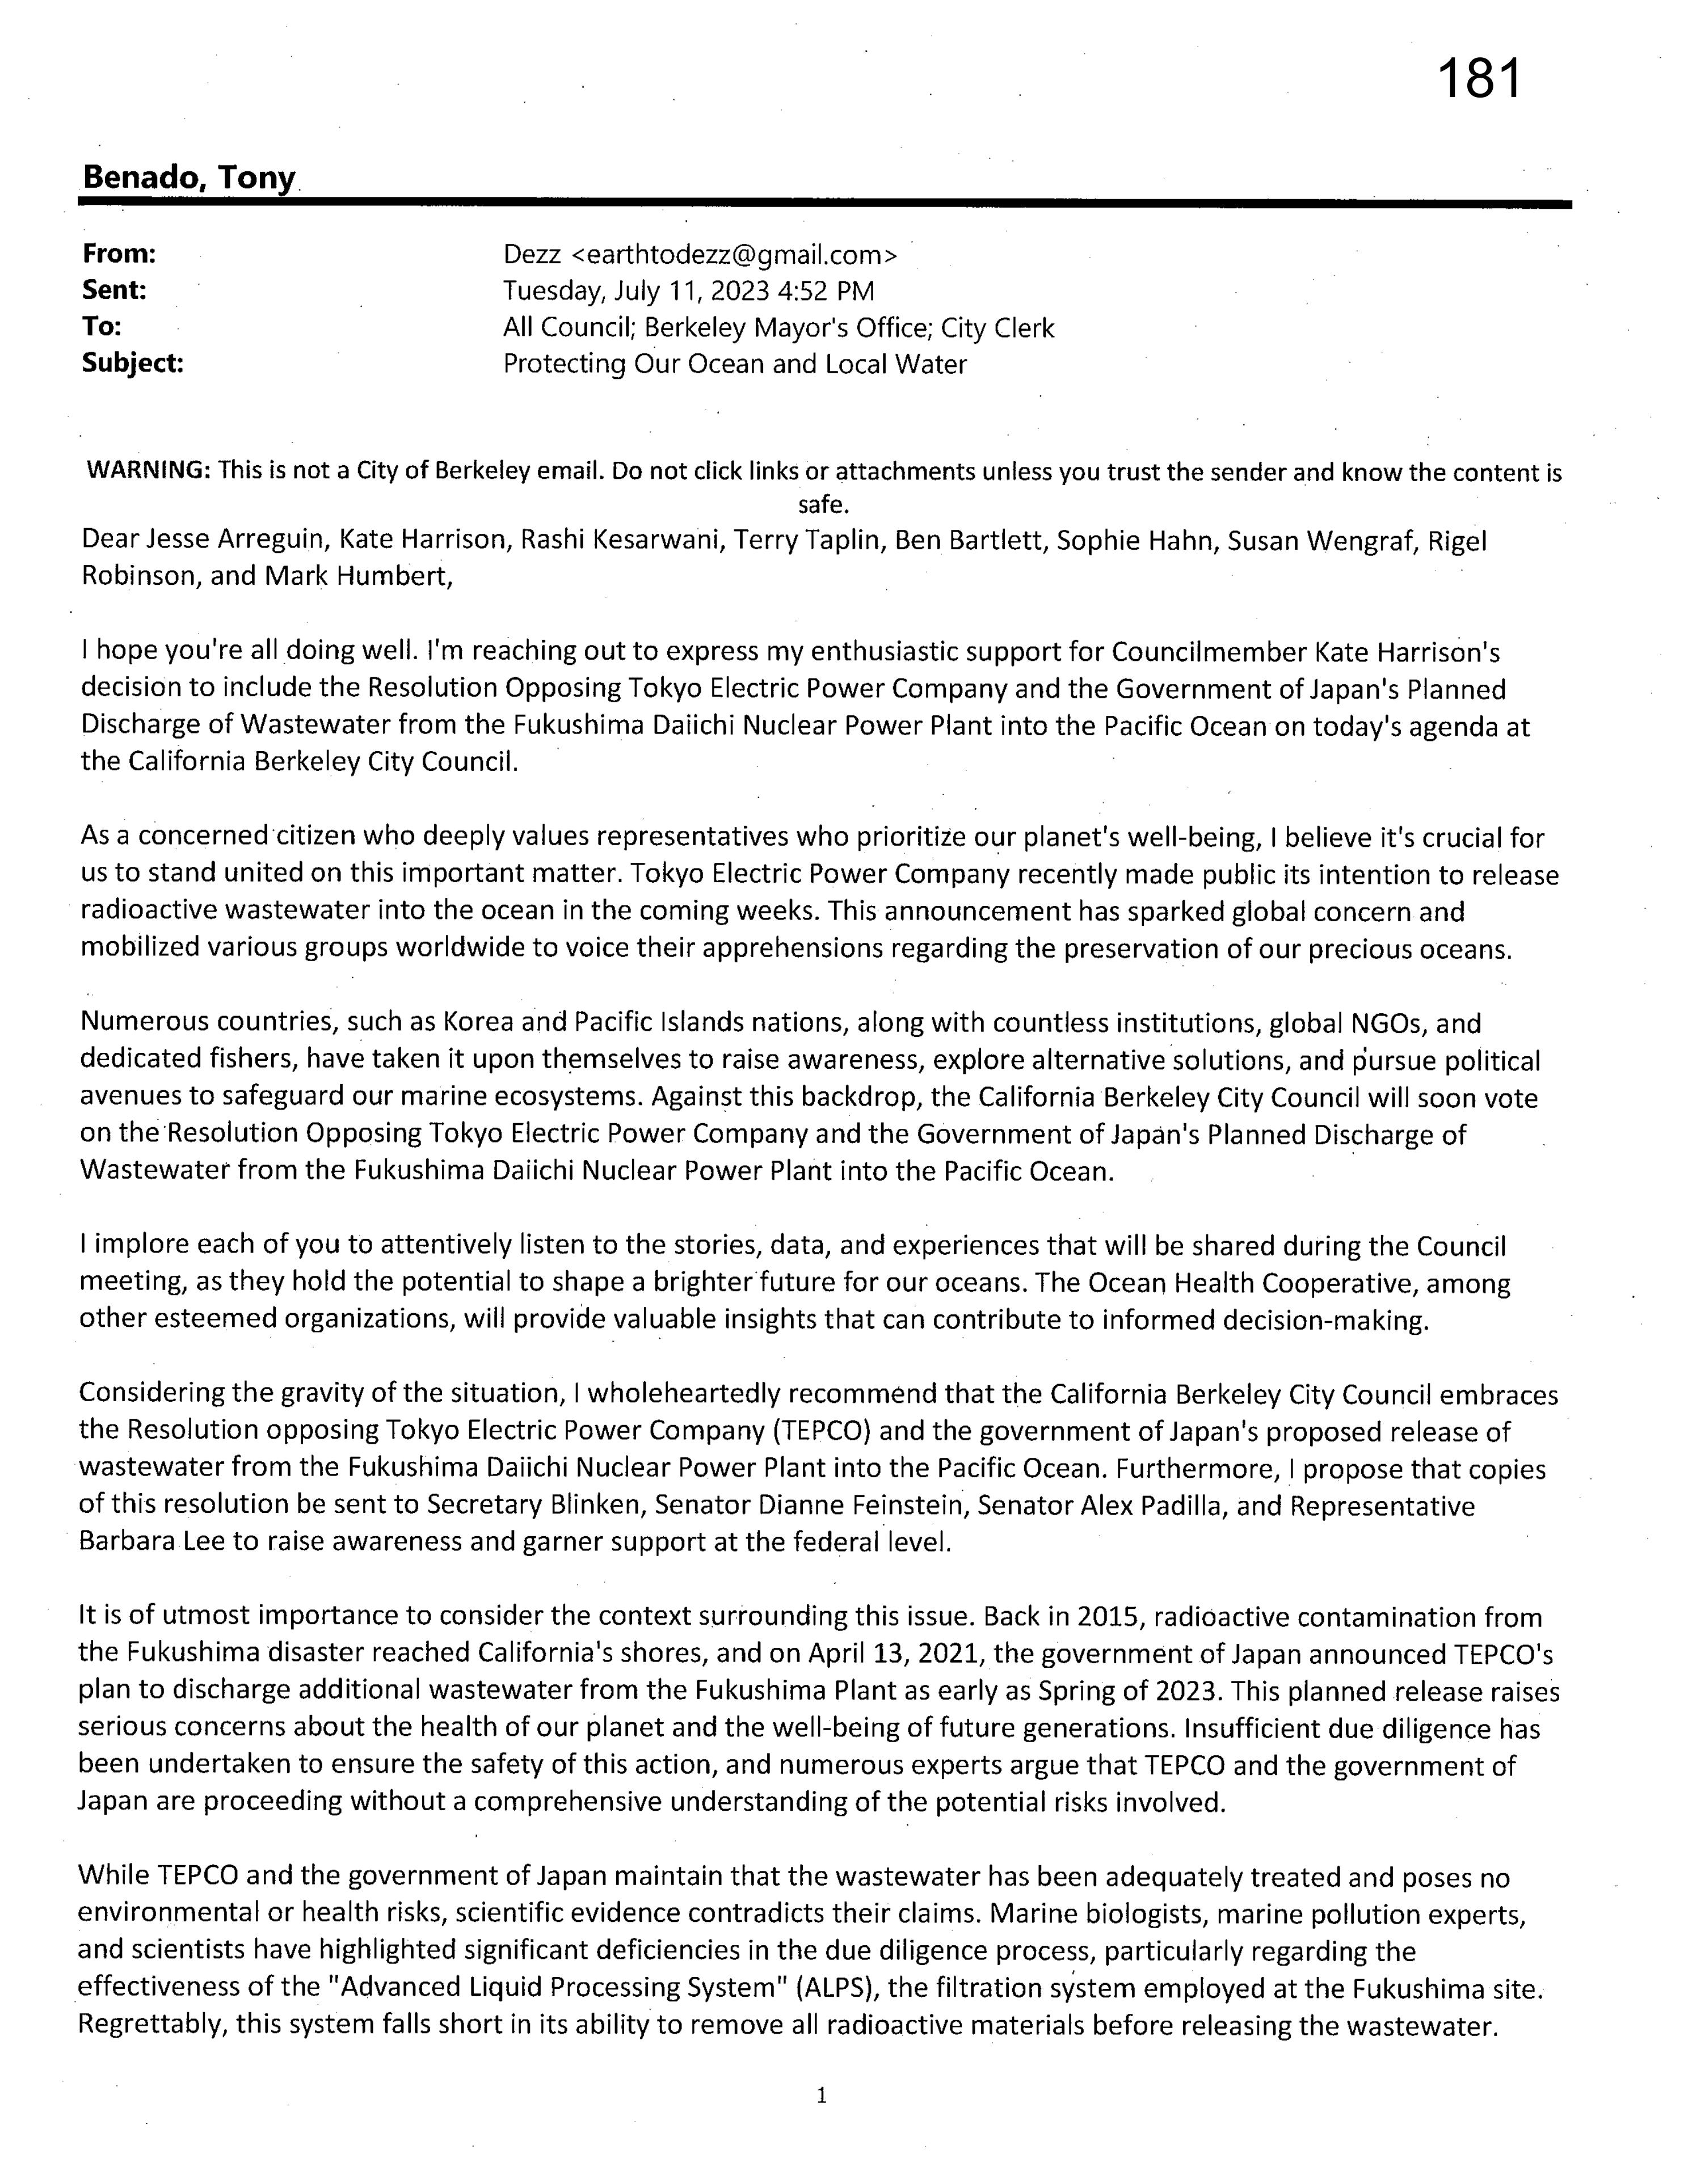 181
Benado, Tony
From: Dezz <earthtodezz@gmail.com>
Sent: Tuesday, July 11, 2023 4:52 PM
To: All Council; Berkeley Mayor's Office; City Clerk
Subject: Protecting Our Ocean and Local Water
WARNING: This is not a City of Berkeley email. Do not click links or attachments unless you trust the sender and know the content is
safe.
Dear Jesse Arreguin, Kate Harrison, Rashi Kesarwani, Terry Taplin, Ben Bartlett, Sophie Hahn, Susan Wengraf, Rigel
Robinson, and Mark Humbert,
I hope you're all doing well. I'm reaching out to express my enthusiastic support for Councilmember Kate Harrison's
decision to include the Resolution Opposing Tokyo Electric Power Company and the Government of Japan's Planned
Discharge of Wastewater from the Fukushima Daiichi Nuclear Power Plant into the Pacific Ocean on today's agenda at
the California Berkeley City Council.
As a concerned citizen who deeply values representatives who prioritize our planet's well-being, I believe it's crucial for
us to stand united on this important matter. Tokyo Electric Power Company recently made public its intention to release
radioactive wastewater into the ocean in the coming weeks. This announcement has sparked global concern and
mobilized various groups worldwide to voice their apprehensions regarding the preservation of our precious oceans.
Numerous countries, such as Korea and Pacific Islands nations, along with countless institutions, global NGOs, and
dedicated fishers, have taken it upon themselves to raise awareness, explore alternative solutions, and pursue political
avenues to safeguard our marine ecosystems. Against this backdrop, the California Berkeley City Council will soon vote
on the Resolution Opposing Tokyo Electric Power Company and the Government of Japan's Planned Discharge of
Wastewater from the Fukushima Daiichi Nuclear Power Plant into the Pacific Ocean.
I implore each of you to attentively listen to the stories, data, and experiences that will be shared during the Council
meeting, as they hold the potential to shape a brighter future for our oceans. The Ocean Health Cooperative, among
other esteemed organizations, will provide valuable insights that can contribute to informed decision-making.
Considering the gravity of the situation, I wholeheartedly recommend that the California Berkeley City Council embraces
the Resolution opposing Tokyo Electric Power Company (TEPCO) and the government of Japan's proposed release of
wastewater from the Fukushima Daiichi Nuclear Power Plant into the Pacific Ocean. Furthermore, I propose that copies
of this resolution be sent to Secretary Blinken, Senator Dianne Feinstein, Senator Alex Padilla, and Representative
Barbara Lee to raise awareness and garner support at the federal level.
It is of utmost importance to consider the context surrounding this issue. Back in 2015, radioactive contamination from
the Fukushima disaster reached California's shores, and on April 13, 2021, the government of Japan announced TEPCO's
plan to discharge additional wastewater from the Fukushima Plant as early as Spring of 2023. This planned release raises
serious concerns about the health of our planet and the well-being of future generations. Insufficient due diligence has
been undertaken to ensure the safety of this action, and numerous experts argue that TEPCO and the government of
Japan are proceeding without a comprehensive understanding of the potential risks involved.
While TEPCO and the government of Japan maintain that the wastewater has been adequately treated and poses no
environmental or health risks, scientific evidence contradicts their claims. Marine biologists, marine pollution experts,
and scientists have highlighted significant deficiencies in the due diligence process, particularly regarding the
effectiveness of the "Advanced Liquid Processing System" (ALPS), the filtration system employed at the Fukushima site.
Regrettably, this system falls short in its ability to remove all radioactive materials before releasing the wastewater.
1